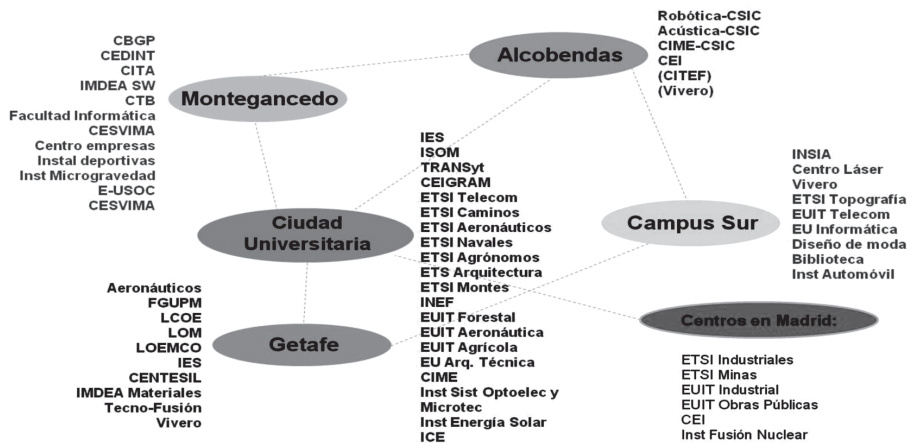 CBGP
CEDINT
CITA
IMDEA SW
CTB
Facultad Informática
CESVIMA
Centro empresas
Instal deportivas
Inst Microgravedad
E-USOC
CESVIMA
Montegancedo
Alcobendas
Robótica-CSIC
Acústica-CSIC
CIME-CSIC
CEI
(CITEF)
(Vivero)
Ciudad
Universitaria
IES
ISOM
TRANSyt
CEIGRAM
ETSI Telecom
ETSI Caminos
ETSI Aeronáuticos
ETSI Navales
ETSI Agrónomos
ETS Arquitectura
ETSI Montes
INEF
EUIT Forestal
EUIT Aeronáutica
EUIT Agrícola
EU Arq. Técnica
CIME
Inst Sist Optoelec y
Microtec
Inst Energía Solar
ICE
Campus Sur
INSIA
Centro Láser
Vivero
ETSI Topografía
EUIT Telecom
EU Informática
Diseño de moda
Biblioteca
Inst Automóvil
Aeronáuticos
FGUPM
LCOE
LOM
LOEMCO
IES
CENTESIL
IMDEA Materiales
Tecno-Fusión
Vivero
Getafe
Centros en Madrid:
ETSI Industriales
ETSI Minas
EUIT Industrial
EUIT Obras Públicas
CEI
Inst Fusión Nuclear